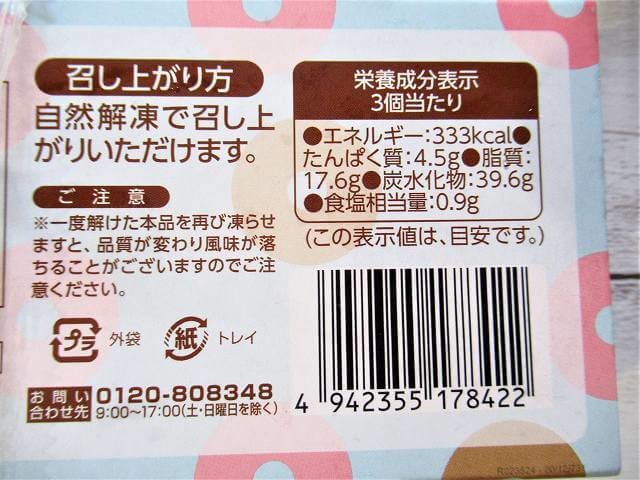 召し上がり方
自然解凍で召し上
がりいただけます。
ご注意
※一度解けた本品を再び凍らせ
ますと、品質が変わり風味が落
ちることがございますのでご注
意ください。
プラ 外袋 紙 トレイ
お問い
合わせ先
0120-808348
9:00~17:00(土・日曜日を除く)
栄養成分表示
3個当たり
●エネルギー:333kcal●
たんぱく質:4.5g●脂質:
17.6g●炭水化物:39.6g
●食塩相当量:0.9g
(この表示値は、目安です。)
4 942355 178422